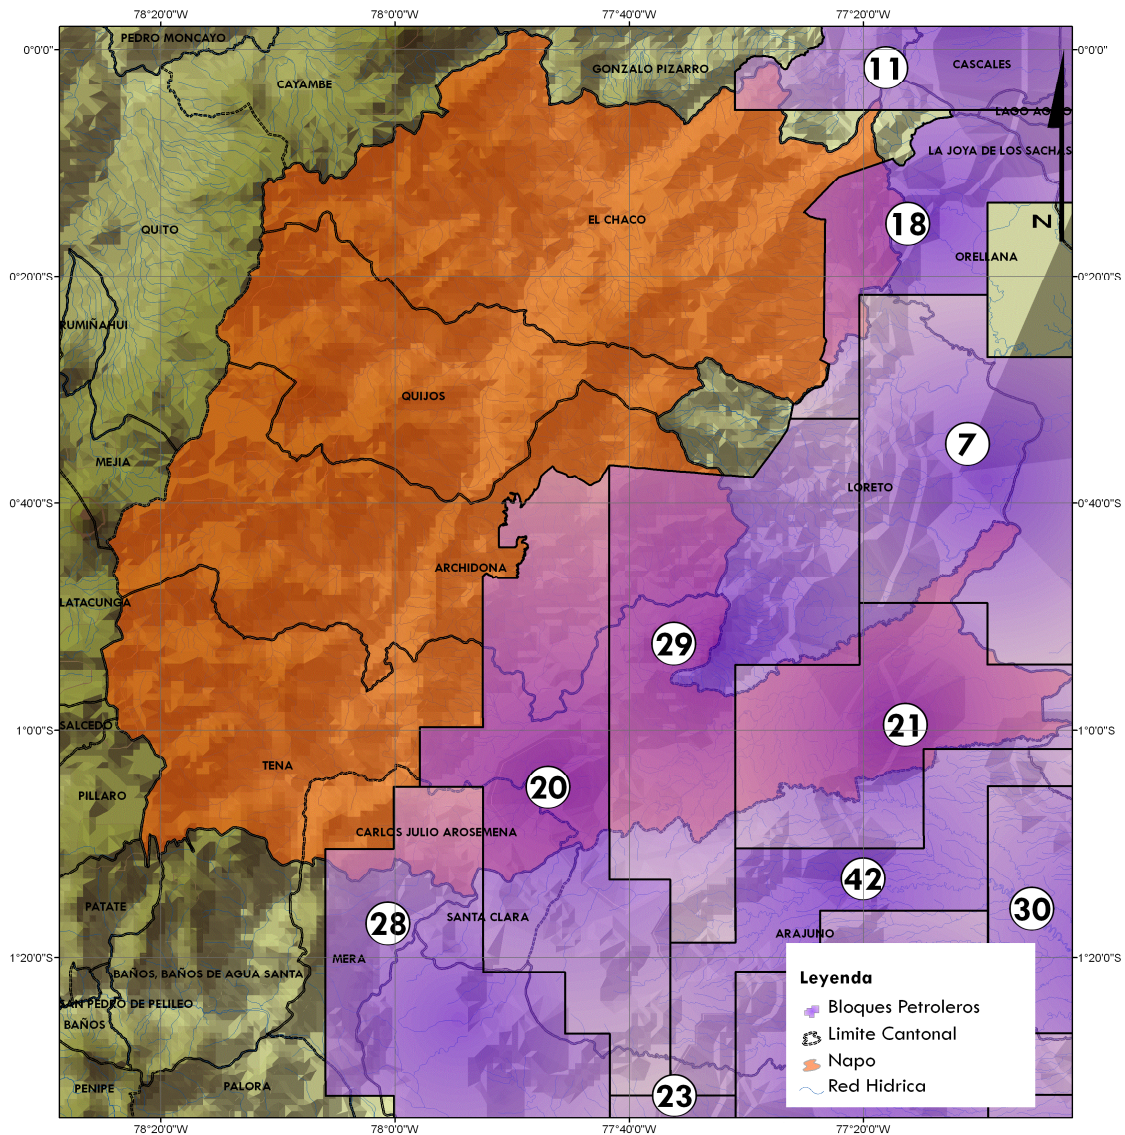 78°20'0"W
78°0'0"W
77°40'0"W
77°20'0"W
PEDRO MONCAYO
0°0'0"
0°0'0"
CAYAMBE
GONZALO PIZARRO
11
CASCALES
LAGO AGRIO
LA JOYA DE LOS SACHAS
QUITO
EL CHACO
18
N
ORELLANA
0°20'0"S
0°20'0"S
RUMIÑAHUI
QUIJOS
7
MEJIA
LORETO
0°40'0"S
0°40'0"S
ARCHIDONA
LATACUNGA
29
SALCEDO
21
1°0'0"S
1°0'0"S
TENA
20
PILLARO
CARLOS JULIO AROSEMENA
42
PATATE
28
SANTA CLARA
30
ARAJUNO
MERA
1°20'0"S
1°20'0"S
BAÑOS, BAÑOS DE AGUA SANTA
SAN PEDRO DE PELILEO
BAÑOS
PENIPE
PALORA
23
Leyenda
Bloques Petroleros
Limite Cantonal
Napo
Red Hidrica
78°20'0"W
78°0'0"W
77°40'0"W
77°20'0"W